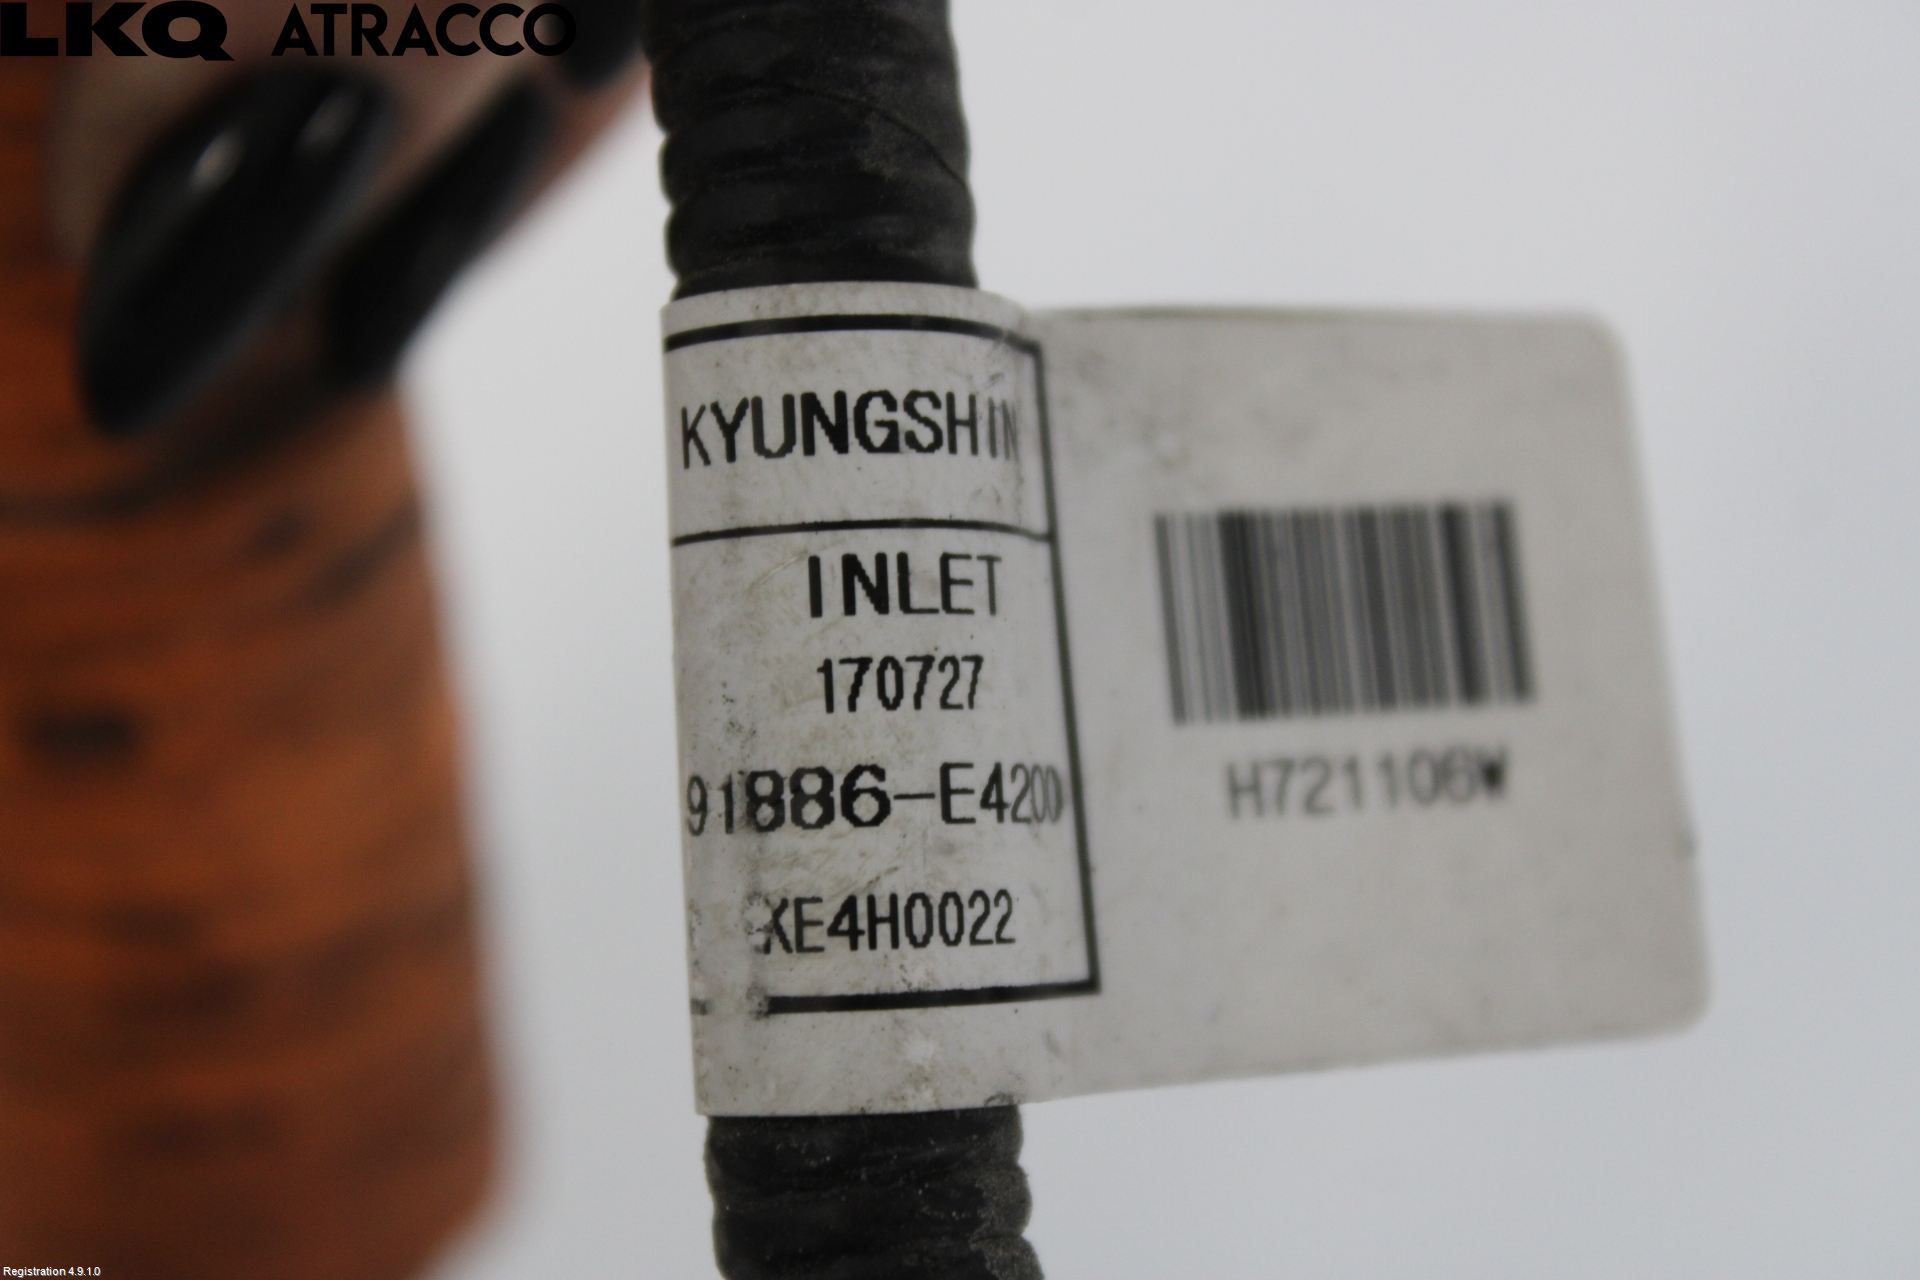 LKQ ATRACCO
KYUNGSHIN
INLET
170727
91886-E4200
XE4H0022
H721106W
Registration 4.9.1.0